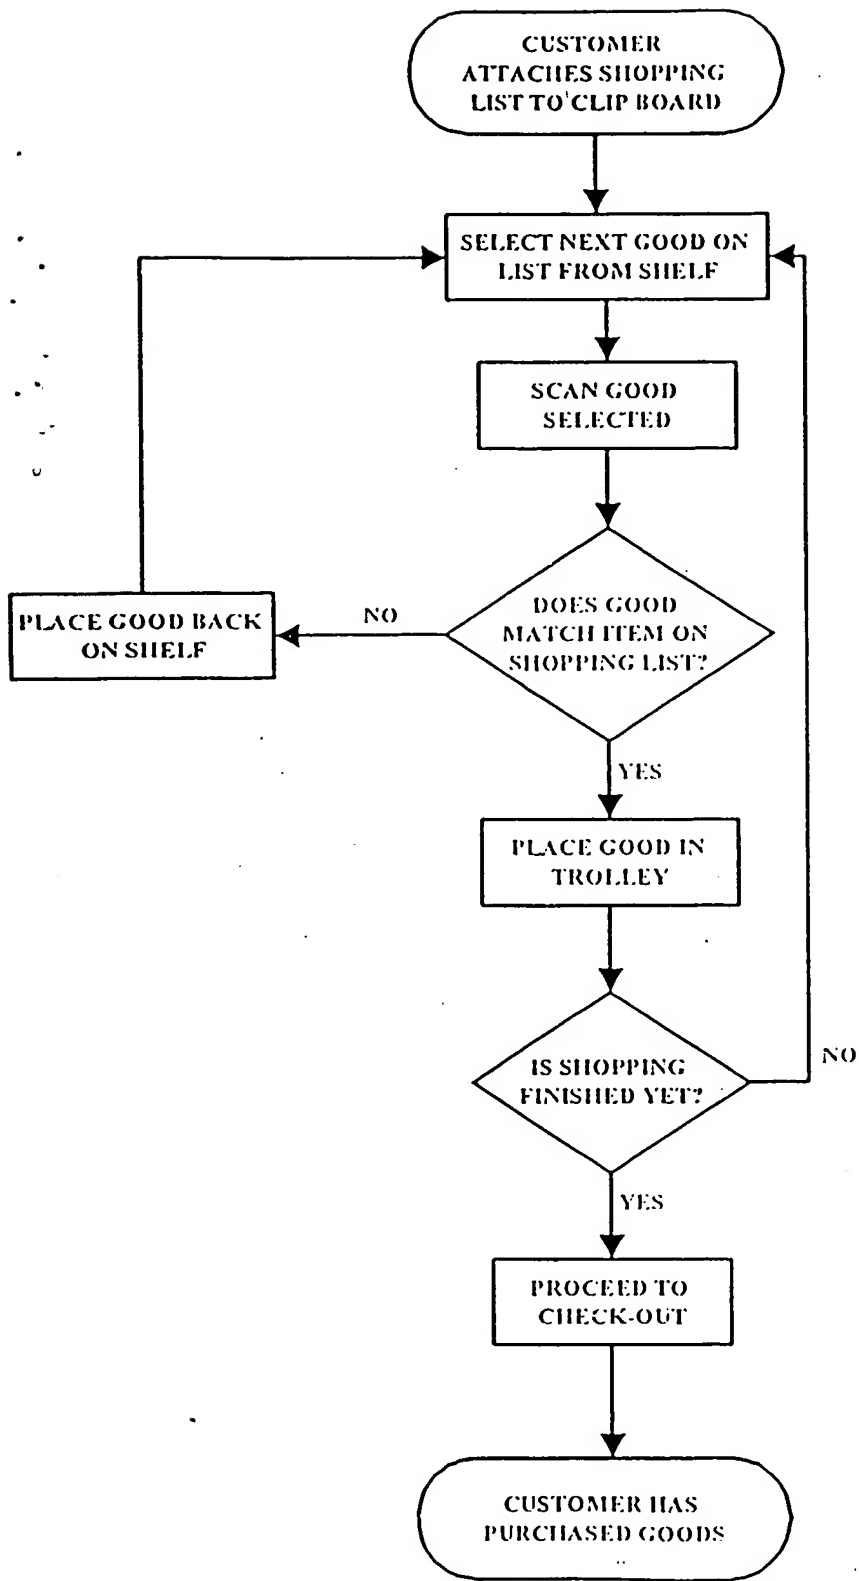 CUSTOMER
ATTACHES SHOPPING
LIST TO CLIP BOARD
SELECT NEXT GOOD ON
LIST FROM SHELF
SCAN GOOD
SELECTED
DOES GOOD
MATCH ITEM ON
SHOPPING LIST?
NO
PLACE GOOD BACK
ON SHELF
YES
PLACE GOOD IN
TROLLEY
IS SHOPPING
FINISHED YET?
NO
YES
PROCEED TO
CHECK-OUT
CUSTOMER HAS
PURCHASED GOODS